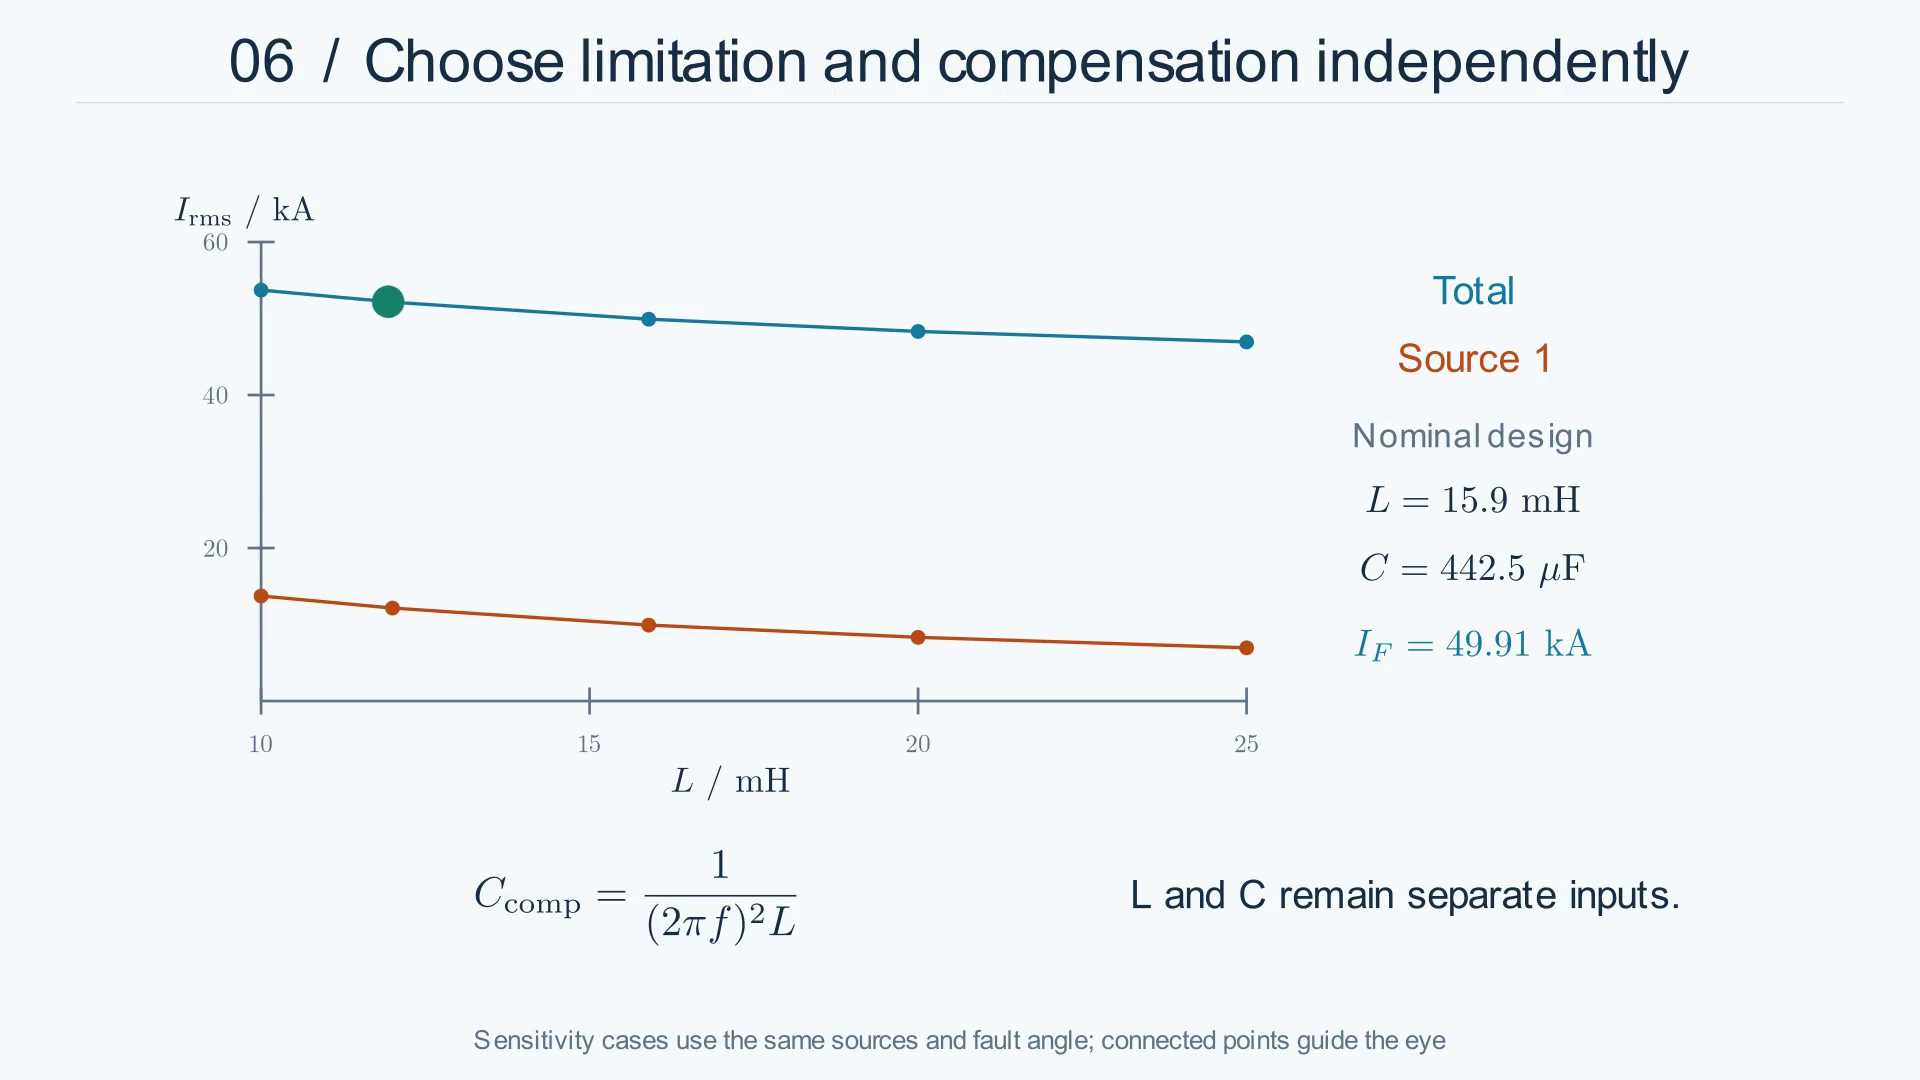 06 / Choose limitation and compensation independently
I_rms / kA
60
40
20
10 15 20 25
L / mH
Total
Source 1
Nominal design
L = 15.9 mH
C = 442.5 μF
I_F = 49.91 kA
C_comp = 1 / (2πf)²L
L and C remain separate inputs.
Sensitivity cases use the same sources and fault angle; connected points guide the eye